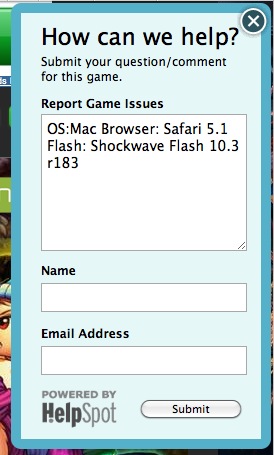 How can we help?
Submit your question/comment
for this game.
Report Game Issues
OS:Mac Browser: Safari 5.1
Flash: Shockwave Flash 10.3
r183
Name
Email Address
POWERED BY
HelpSpot
Submit